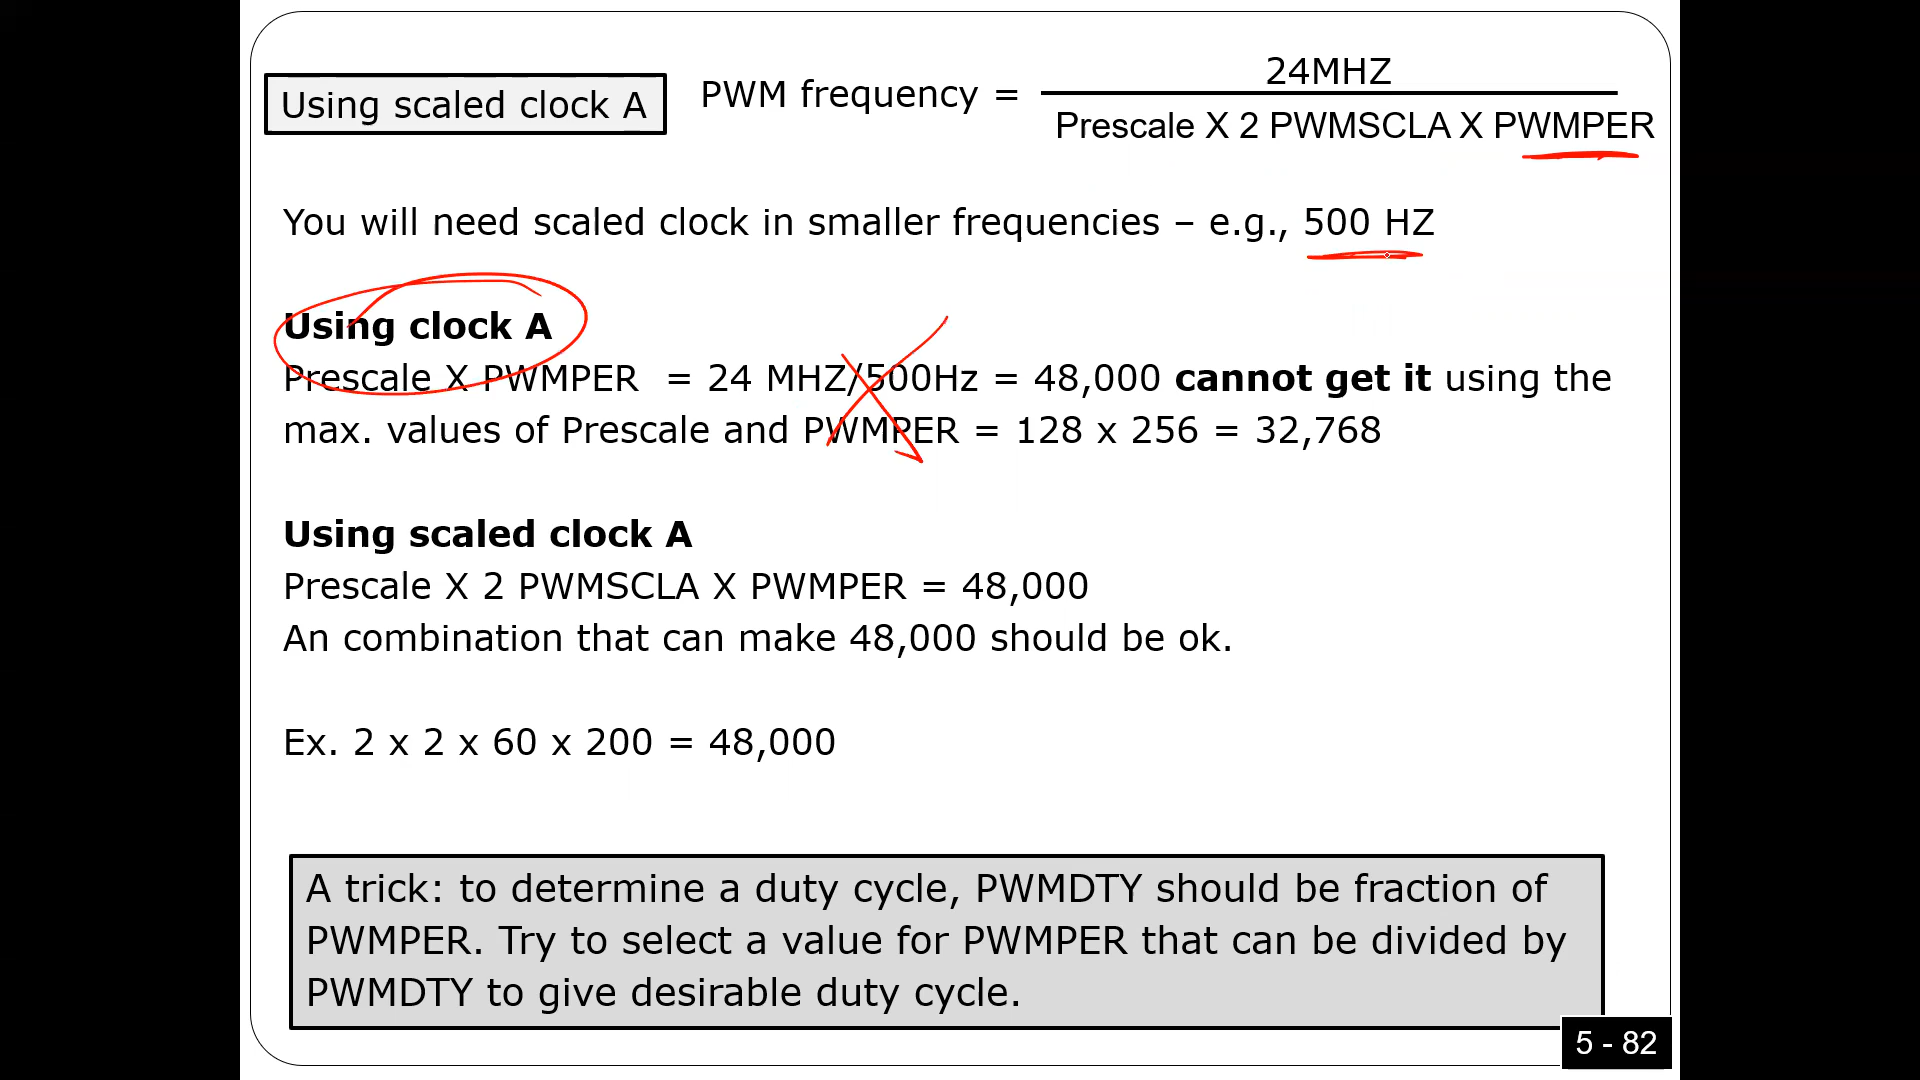 Using scaled clock A
PWM frequency = 24MHZ
Prescale X 2 PWMSCLA X PWMPER
You will need scaled clock in smaller frequencies – e.g., 500 HZ
Using clock A
Prescale X PWMPER = 24 MHZ/500Hz = 48,000 cannot get it using the
max. values of Prescale and PWMPER = 128 x 256 = 32,768
Using scaled clock A
Prescale X 2 PWMSCLA X PWMPER = 48,000
An combination that can make 48,000 should be ok.
Ex. 2 x 2 x 60 x 200 = 48,000
A trick: to determine a duty cycle, PWMDTY should be fraction of
PWMPER. Try to select a value for PWMPER that can be divided by
PWMDTY to give desirable duty cycle.
5 - 82